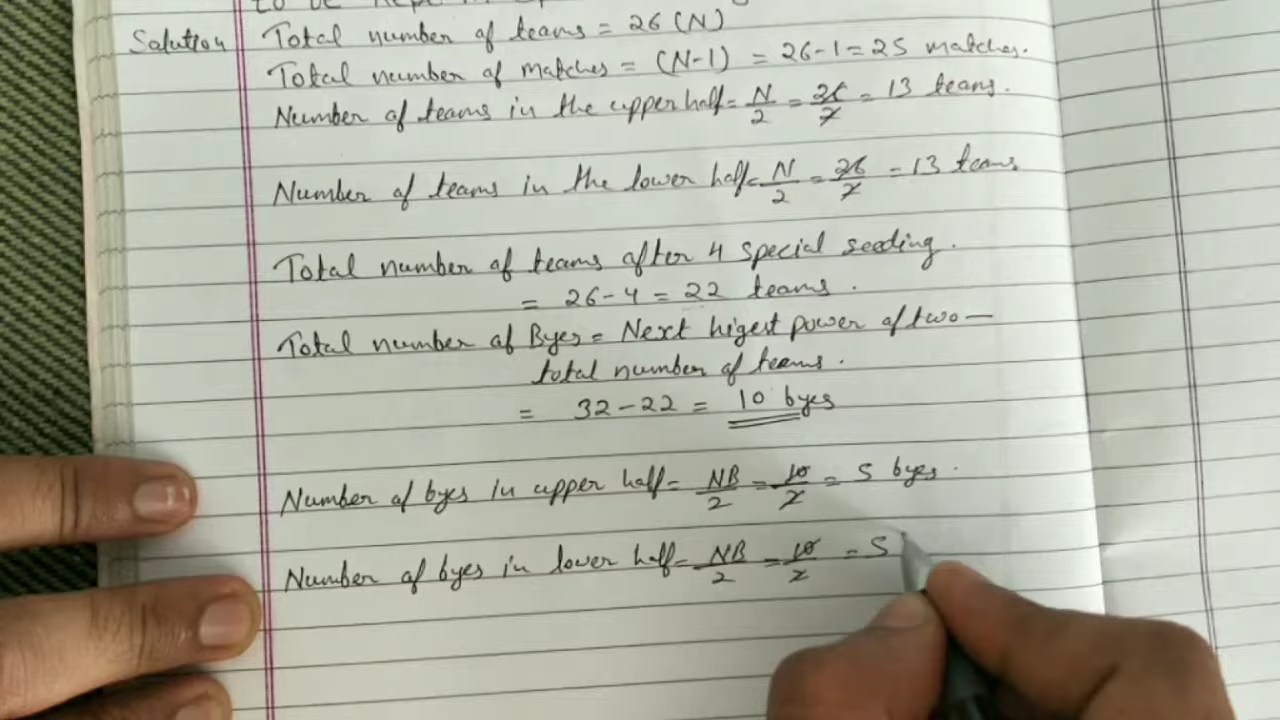 to be kept in
Solution Total number of teams = 26 (N)
Total number of matches = (N-1) = 26-1 = 25 matches.
Number of teams in the upper half = N/2 = 26/2 = 13 teams.
Number of teams in the lower half = N/2 = 26/2 = 13 teams.
Total number of teams after 4 special seeding.
= 26-4 = 22 teams.
Total number of Byes = Next higest power of two —
total number of teams.
= 32-22 = 10 byes
Number of byes in upper half = NB/2 = 10/2 = 5 byes.
Number of byes in lower half = NB/2 = 10/2 = 5